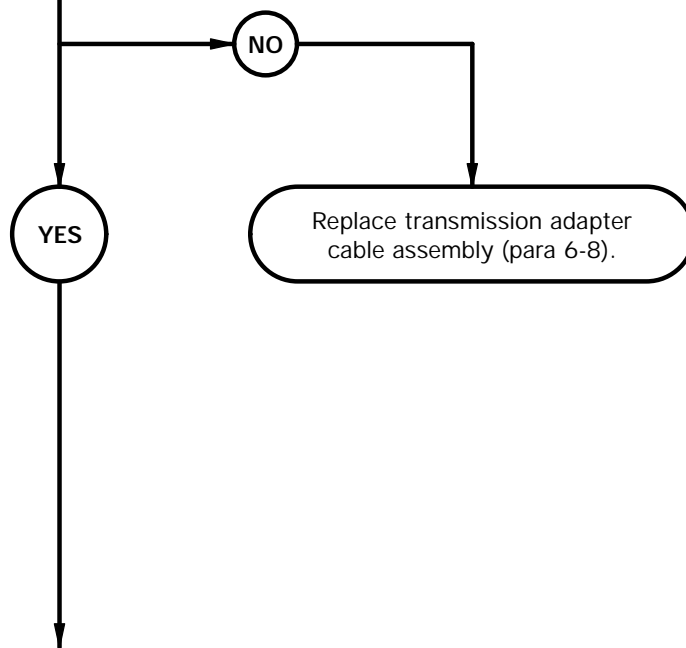 NO
YES
Replace transmission adapter
cable assembly (para 6-8).